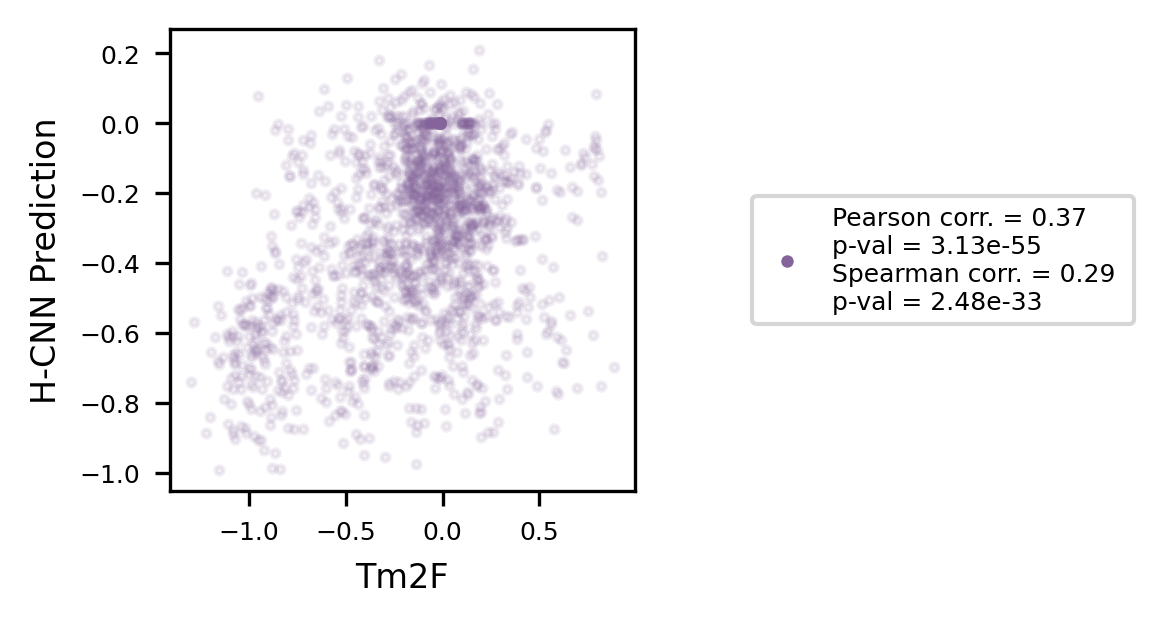 H-CNN Prediction
0.2
0.0
−0.2
−0.4
−0.6
−0.8
−1.0
−1.0 −0.5 0.0 0.5
Tm2F
Pearson corr. = 0.37
p-val = 3.13e-55
Spearman corr. = 0.29
p-val = 2.48e-33